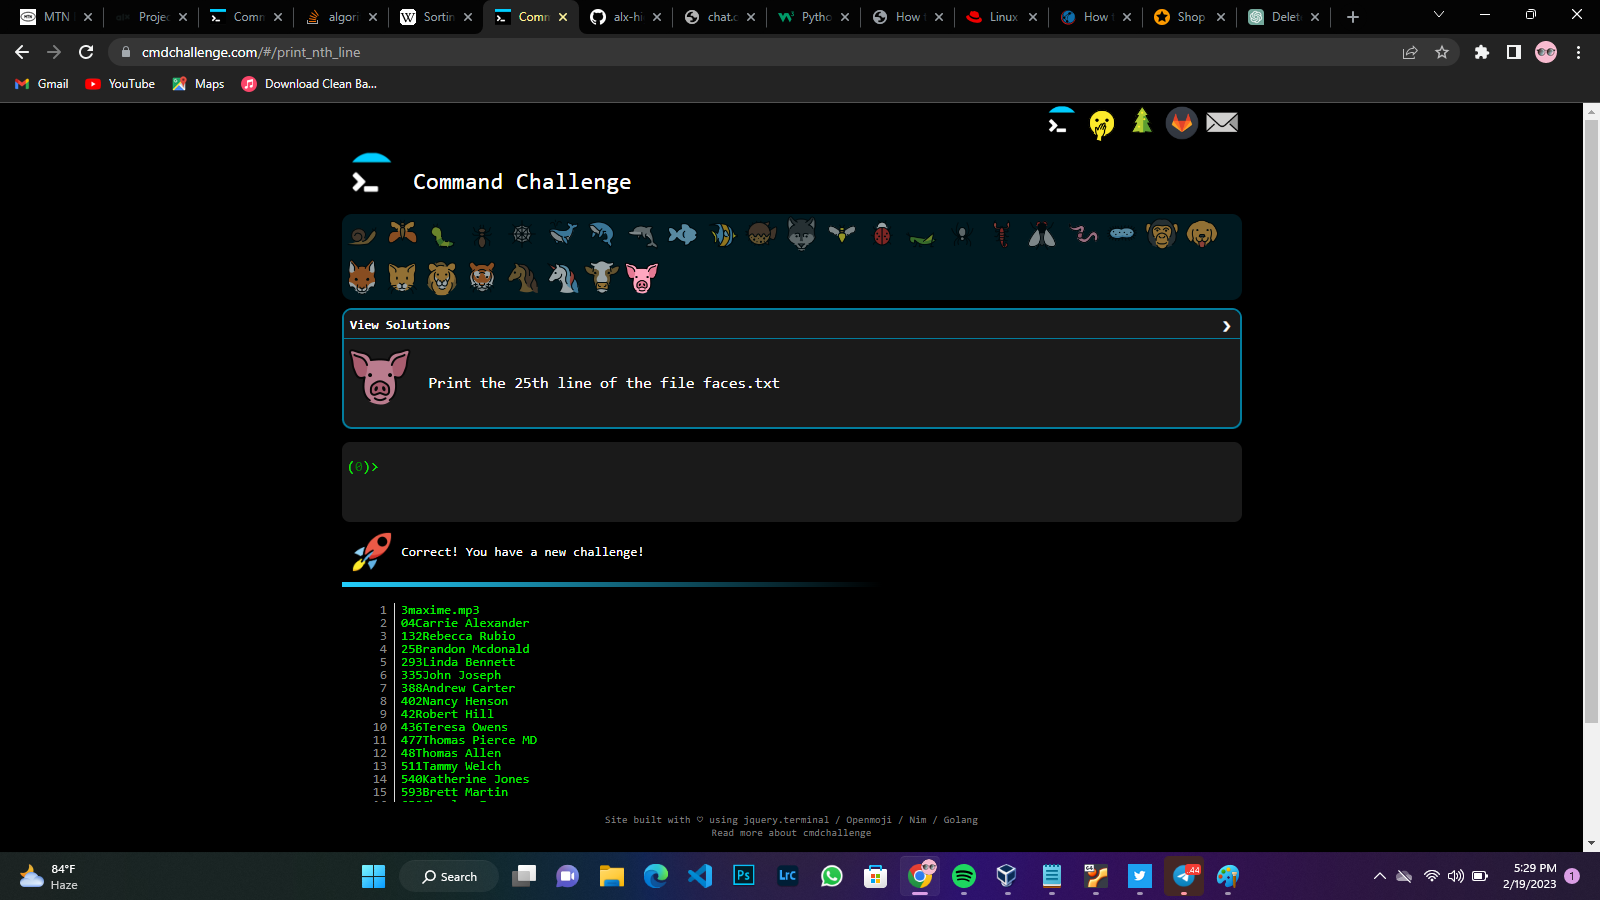 MTN
Projec
Comm
algori
Sortin
Comm
alx-hi
chat.o
Pytho
How t
Linux
How t
Shop
Delet
cmdchallenge.com/#/print_nth_line
Gmail
YouTube
Maps
Download Clean Ba...
Command Challenge
View Solutions
Print the 25th line of the file faces.txt
(0)>
Correct! You have a new challenge!
1 3maxime.mp3
2 04Carrie Alexander
3 132Rebecca Rubio
4 25Brandon Mcdonald
5 293Linda Bennett
6 335John Joseph
7 388Andrew Carter
8 402Nancy Henson
9 42Robert Hill
10 436Teresa Owens
11 477Thomas Pierce MD
12 48Thomas Allen
13 511Tammy Welch
14 540Katherine Jones
15 593Brett Martin
Site built with ♡ using jquery.terminal / Openmoji / Nim / Golang
Read more about cmdchallenge
84°F
Haze
Search
Ps
LrC
44
5:29 PM
2/19/2023
1